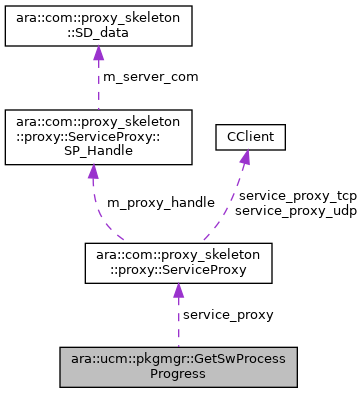 ara::com::proxy_skeleton
::SD_data
m_server_com
ara::com::proxy_skeleton
::proxy::ServiceProxy::
SP_Handle
CClient
m_proxy_handle
service_proxy_tcp
service_proxy_udp
ara::com::proxy_skeleton
::proxy::ServiceProxy
service_proxy
ara::ucm::pkgmgr::GetSwProcess
Progress